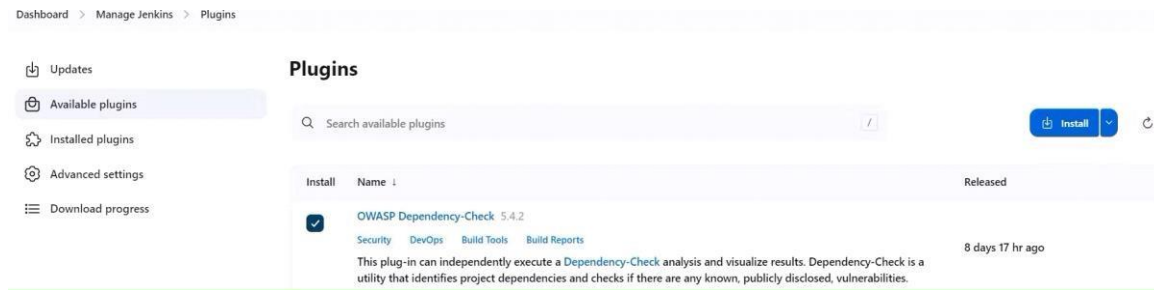 Dashboard > Manage Jenkins > Plugins
Updates
Available plugins
Installed plugins
Advanced settings
Download progress
Plugins
Search available plugins /
Install
Install Name ↓ Released
OWASP Dependency-Check 5.4.2
Security DevOps Build Tools Build Reports
This plug-in can independently execute a Dependency-Check analysis and visualize results. Dependency-Check is a
utility that identifies project dependencies and checks if there are any known, publicly disclosed, vulnerabilities.
8 days 17 hr ago